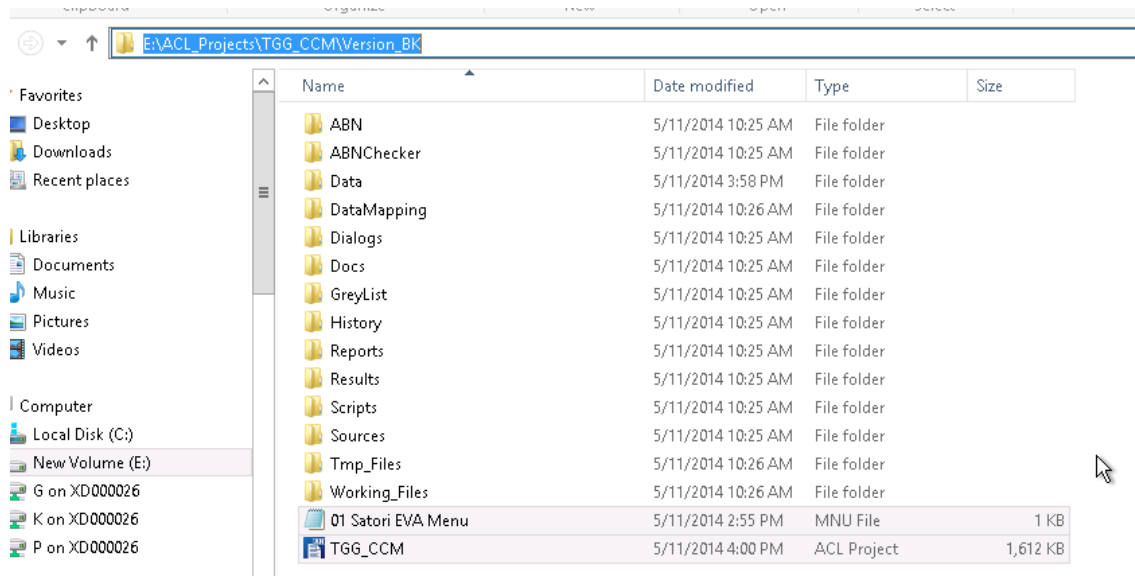 Clipboard Organize New Open Select
E:\ACL_Projects\TGG_CCM\Version_BK
Favorites
Desktop
Downloads
Recent places
Libraries
Documents
Music
Pictures
Videos
Computer
Local Disk (C:)
New Volume (E:)
G on XD000026
K on XD000026
P on XD000026
Name Date modified Type Size
ABN 5/11/2014 10:25 AM File folder
ABNChecker 5/11/2014 10:25 AM File folder
Data 5/11/2014 3:58 PM File folder
DataMapping 5/11/2014 10:26 AM File folder
Dialogs 5/11/2014 10:25 AM File folder
Docs 5/11/2014 10:25 AM File folder
GreyList 5/11/2014 10:25 AM File folder
History 5/11/2014 10:25 AM File folder
Reports 5/11/2014 10:25 AM File folder
Results 5/11/2014 10:25 AM File folder
Scripts 5/11/2014 10:25 AM File folder
Sources 5/11/2014 10:25 AM File folder
Tmp_Files 5/11/2014 10:26 AM File folder
Working_Files 5/11/2014 10:26 AM File folder
01 Satori EVA Menu 5/11/2014 2:55 PM MNU File 1 KB
TGG_CCM 5/11/2014 4:00 PM ACL Project 1,612 KB